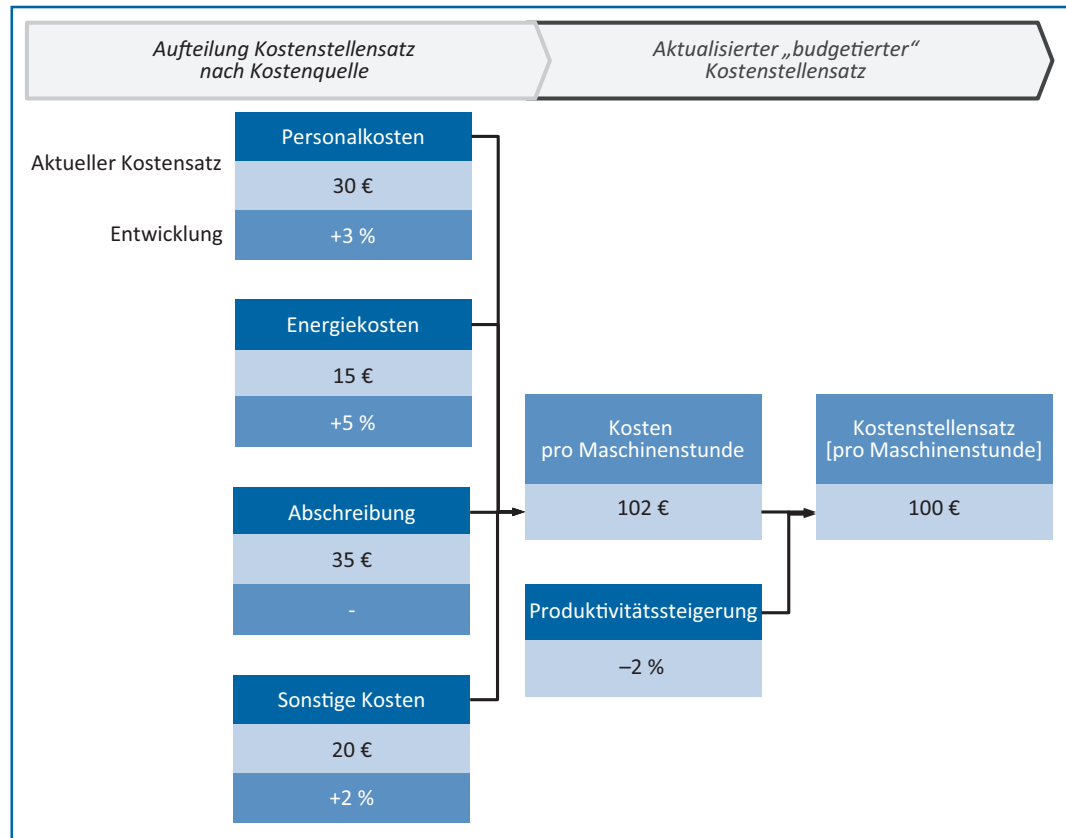 Aufteilung Kostenstellensatz
nach Kostenquelle
Aktualisierter „budgetierter“
Kostenstellensatz
Personalkosten
Aktueller Kostensatz
30 €
Entwicklung
+3 %
Energiekosten
15 €
+5 %
Kosten
pro Maschinenstunde
102 €
Kostenstellensatz
[pro Maschinenstunde]
100 €
Abschreibung
35 €
-
Produktivitätssteigerung
–2 %
Sonstige Kosten
20 €
+2 %